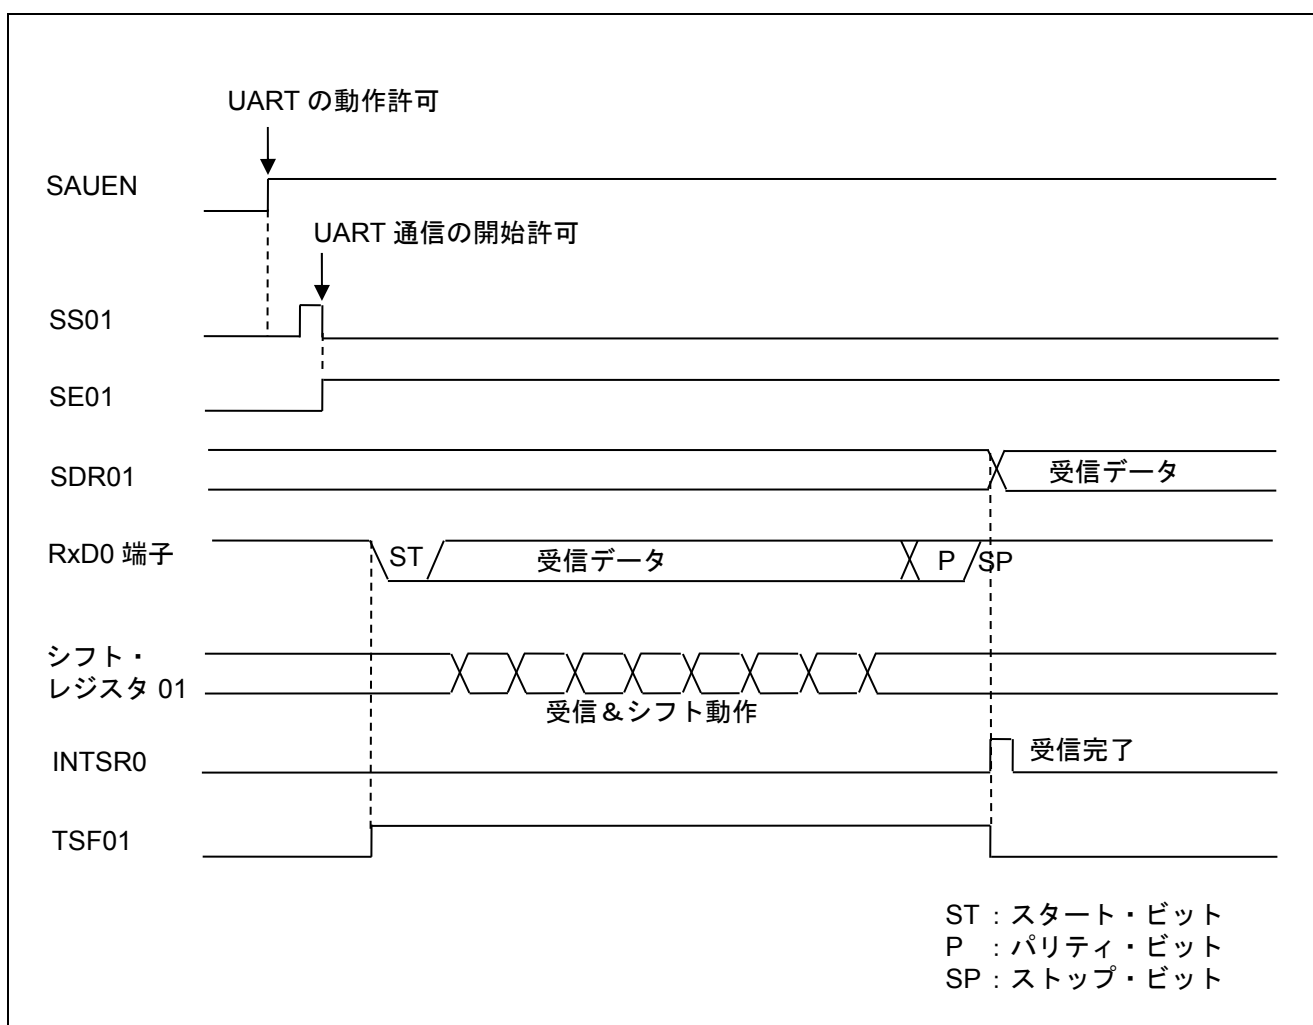 UART の動作許可
SAUEN
UART 通信の開始許可
SS01
SE01
SDR01
受信データ
RxD0 端子
ST
受信データ
P
SP
シフト・
レジスタ 01
受信＆シフト動作
INTSR0
受信完了
TSF01
ST：スタート・ビット
P ：パリティ・ビット
SP：ストップ・ビット